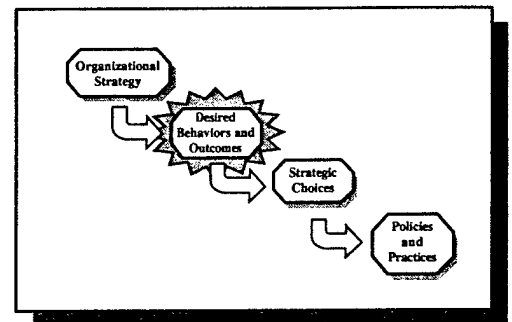 Organizational
Strategy
Desired
Behaviors and
Outcomes
Strategic
Choices
Policies
and
Practices